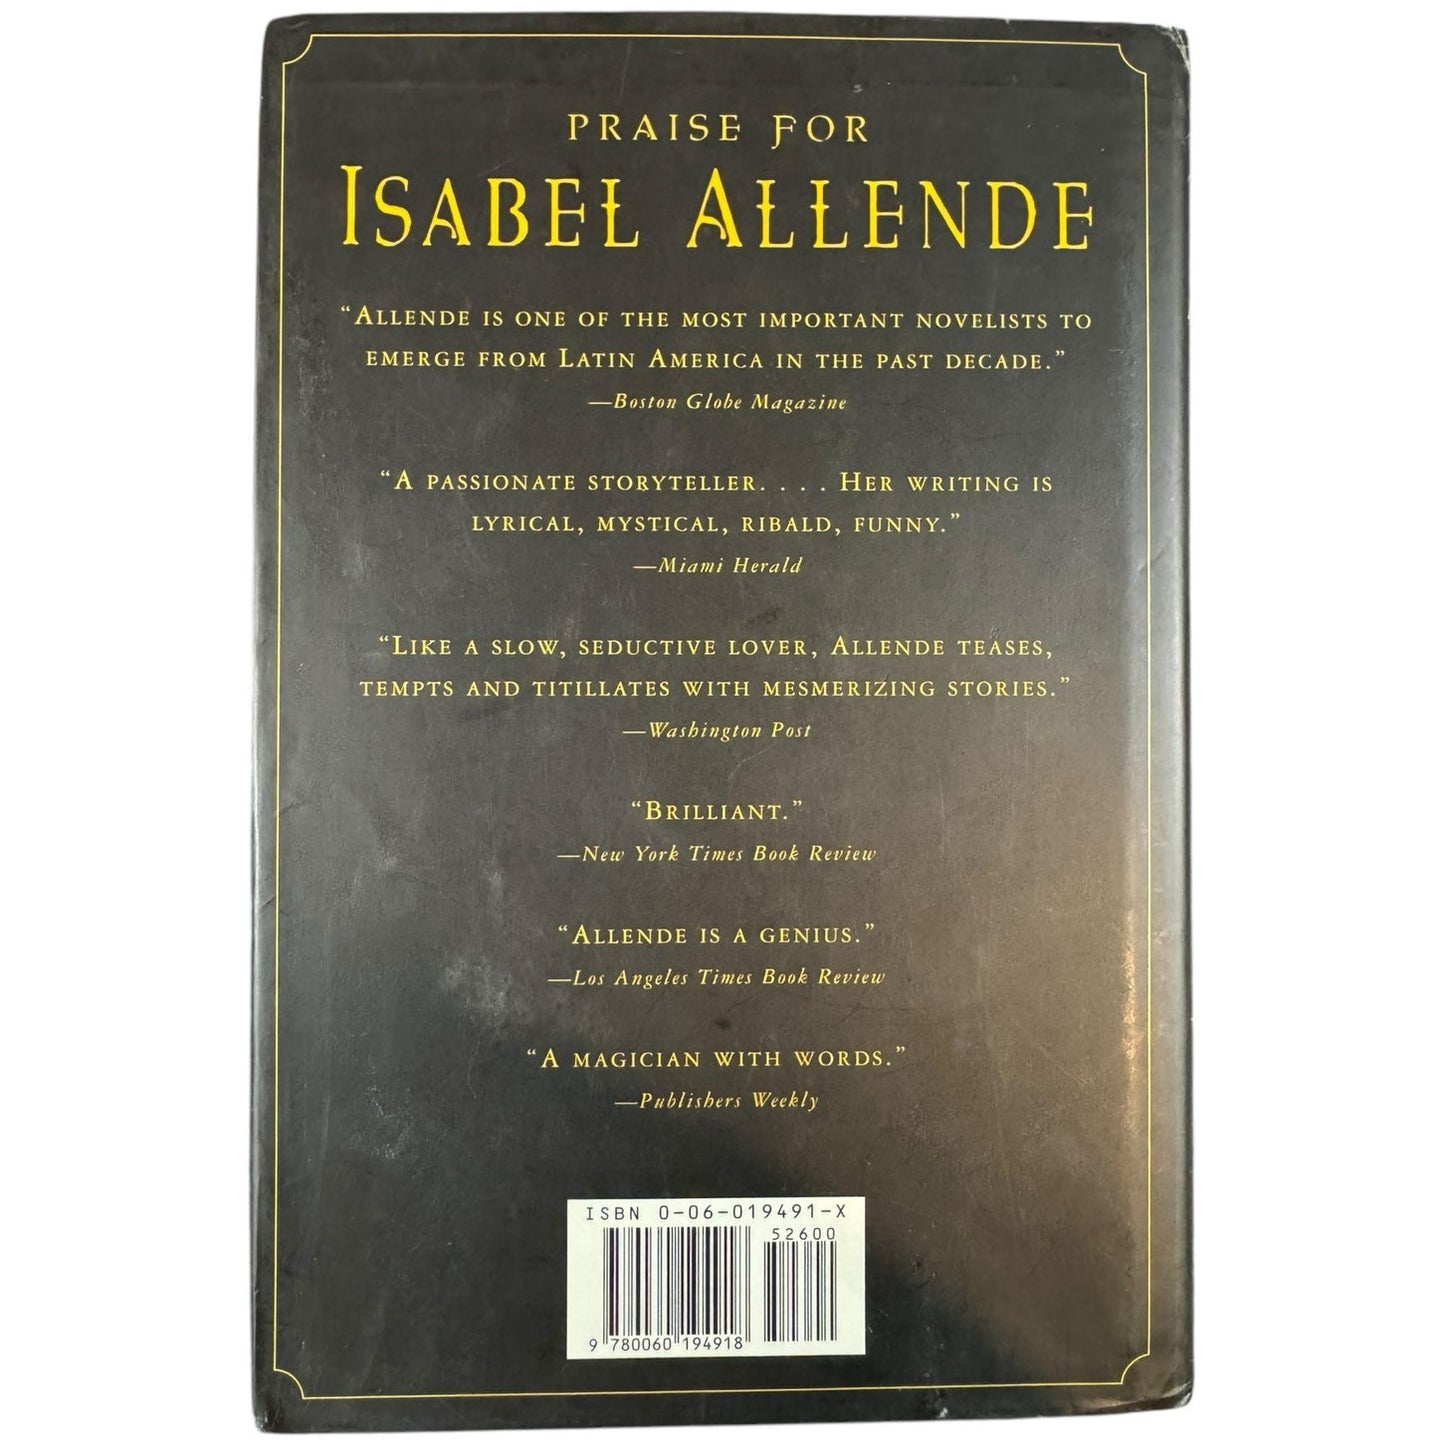 PRAISE FOR
ISABEL ALLENDE
“ALLENDE IS ONE OF THE MOST IMPORTANT NOVELISTS TO
EMERGE FROM LATIN AMERICA IN THE PAST DECADE.”
—Boston Globe Magazine
“A PASSIONATE STORYTELLER. . . . HER WRITING IS
LYRICAL, MYSTICAL, RIBALD, FUNNY.”
—Miami Herald
“LIKE A SLOW, SEDUCTIVE LOVER, ALLENDE TEASES,
TEMPTS AND TITILLATES WITH MESMERIZING STORIES.”
—Washington Post
“BRILLIANT.”
—New York Times Book Review
“ALLENDE IS A GENIUS.”
—Los Angeles Times Book Review
“A MAGICIAN WITH WORDS.”
—Publishers Weekly
ISBN 0-06-019491-X
52600
9 780060 194918